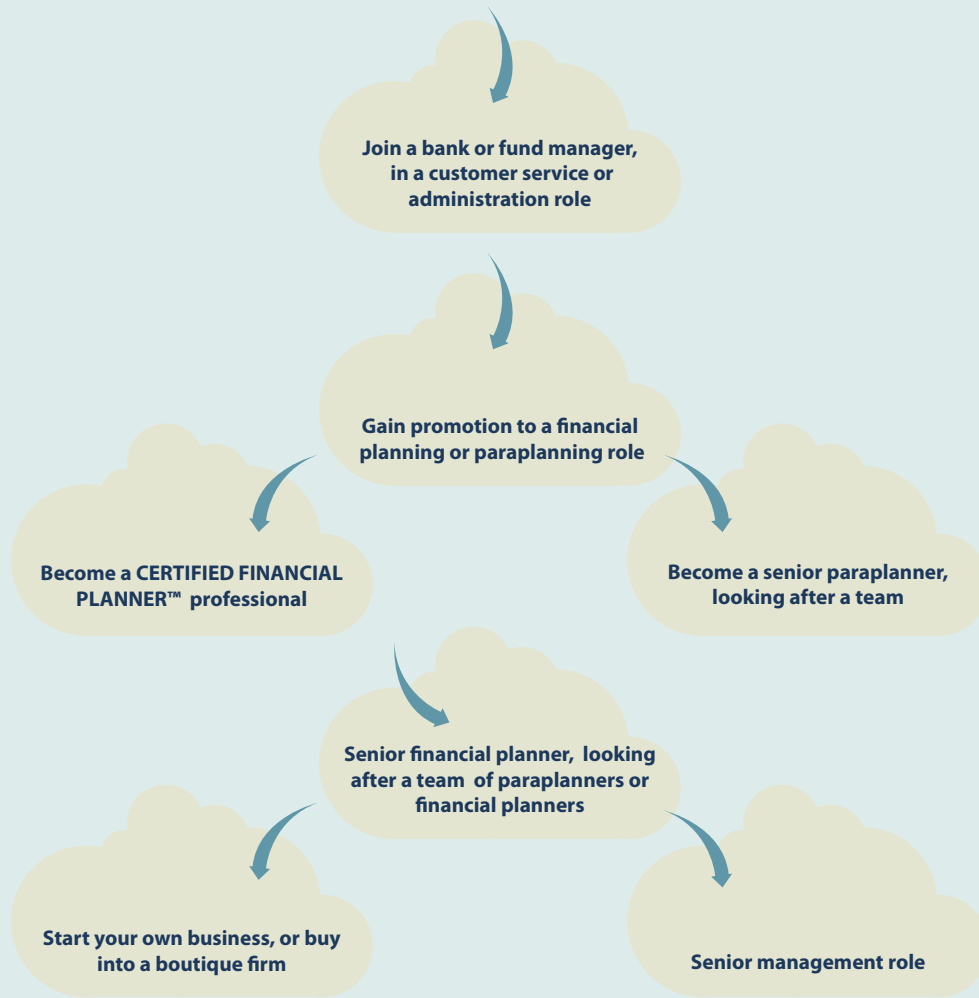 Join a bank or fund manager,
in a customer service or
administration role
Gain promotion to a financial
planning or paraplanning role
Become a CERTIFIED FINANCIAL
PLANNER™ professional
Become a senior paraplanner,
looking after a team
Senior financial planner, looking
after a team of paraplanners or
financial planners
Start your own business, or buy
into a boutique firm
Senior management role